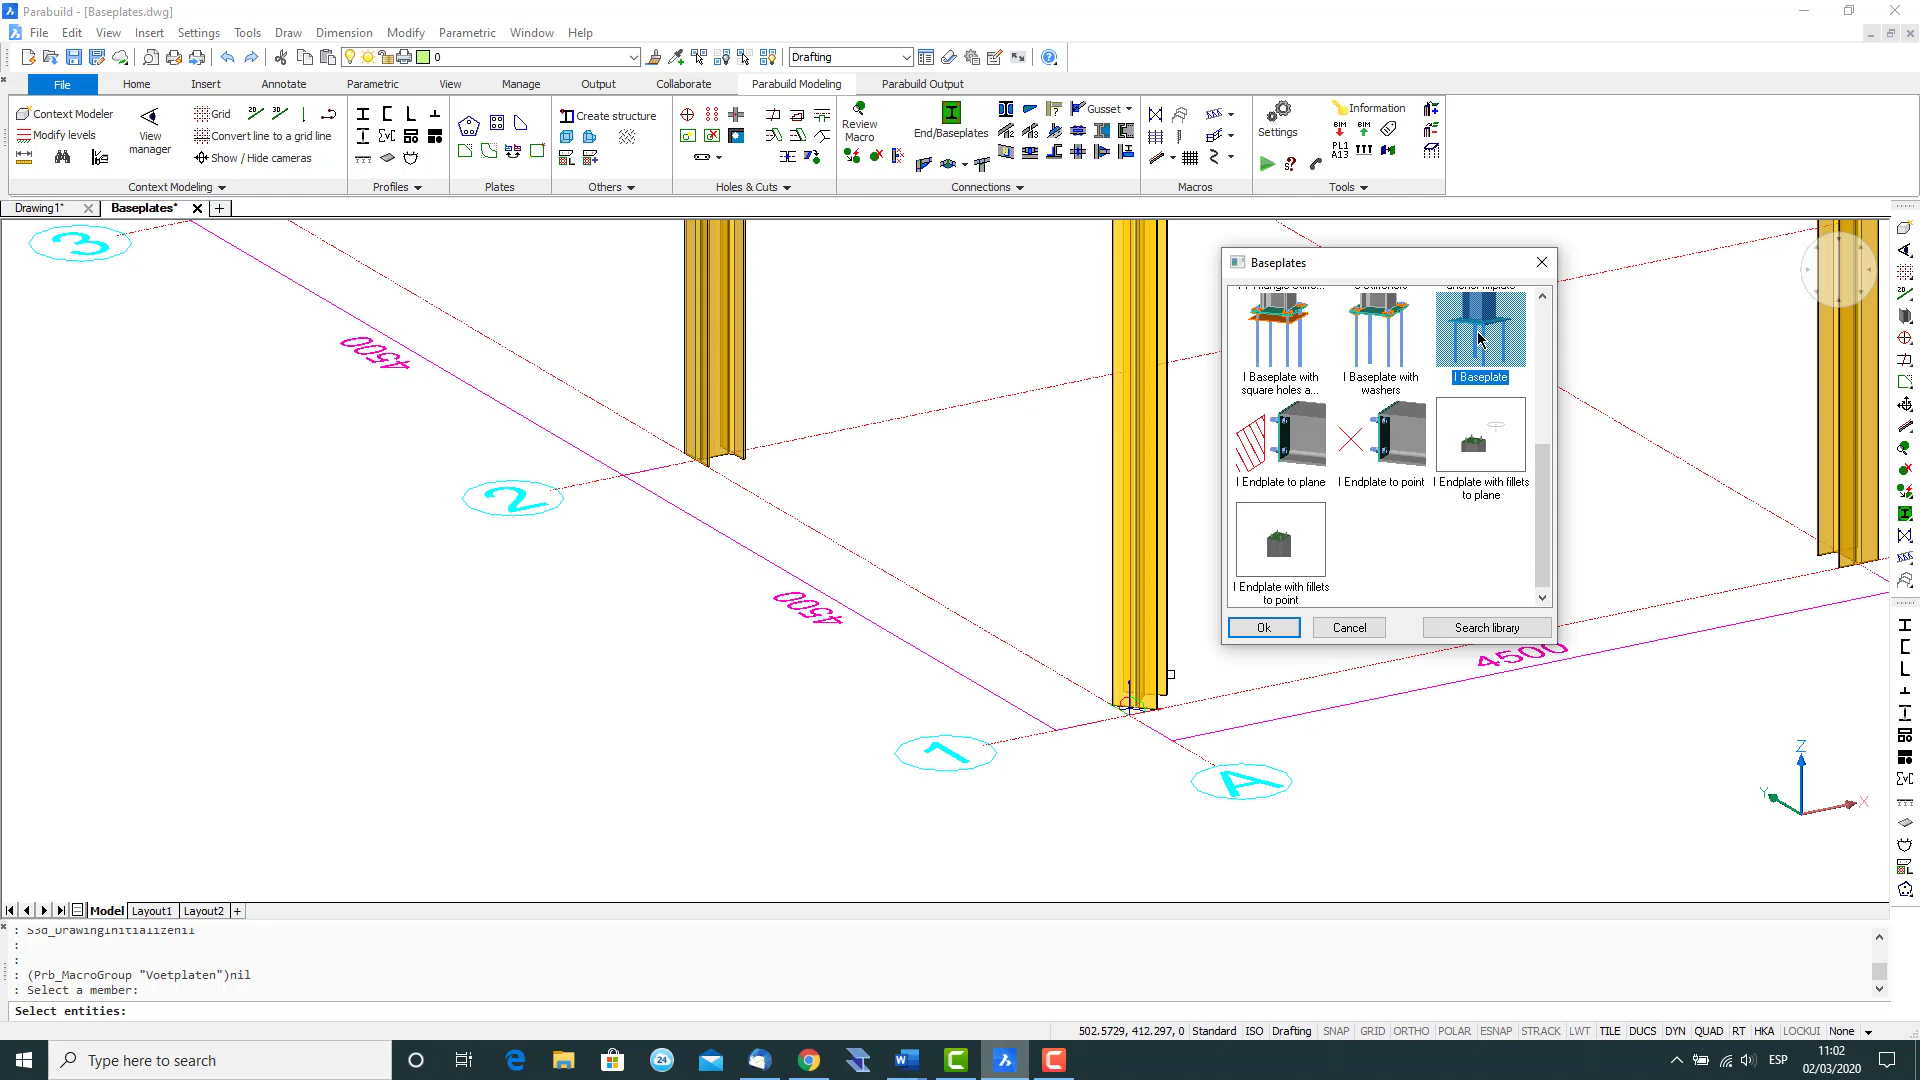 Parabuild - [Baseplates.dwg]
File Edit View Insert Settings Tools Draw Dimension Modify Parametric Window Help
0
Drafting
File Home Insert Annotate Parametric View Manage Output Collaborate Parabuild Modeling Parabuild Output
Context Modeler
Modify levels
View manager
Grid
Convert line to a grid line
Show / Hide cameras
Create structure
Review Macro
End/Baseplates
Gusset
Settings
Information
Context Modeling Profiles Plates Others Holes & Cuts Connections Macros Tools
Drawing1* Baseplates*
3
4500
2
4500
1
A
4500
Baseplates
I Baseplate with square holes a...
I Baseplate with washers
I Baseplate
I Endplate to plane
I Endplate to point
I Endplate with fillets to plane
I Endplate with fillets to point
Ok Cancel Search library
Z
Y
X
Model Layout1 Layout2
: S3d_DrawingInitializenil
:
:
: (Prb_MacroGroup "Voetplaten")nil
: Select a member:
Select entities:
502.5729, 412.297, 0 Standard ISO Drafting SNAP GRID ORTHO POLAR ESNAP STRACK LWT TILE DUCS DYN QUAD RT HKA LOCKUI None
Type here to search
24
ESP
11:02
02/03/2020